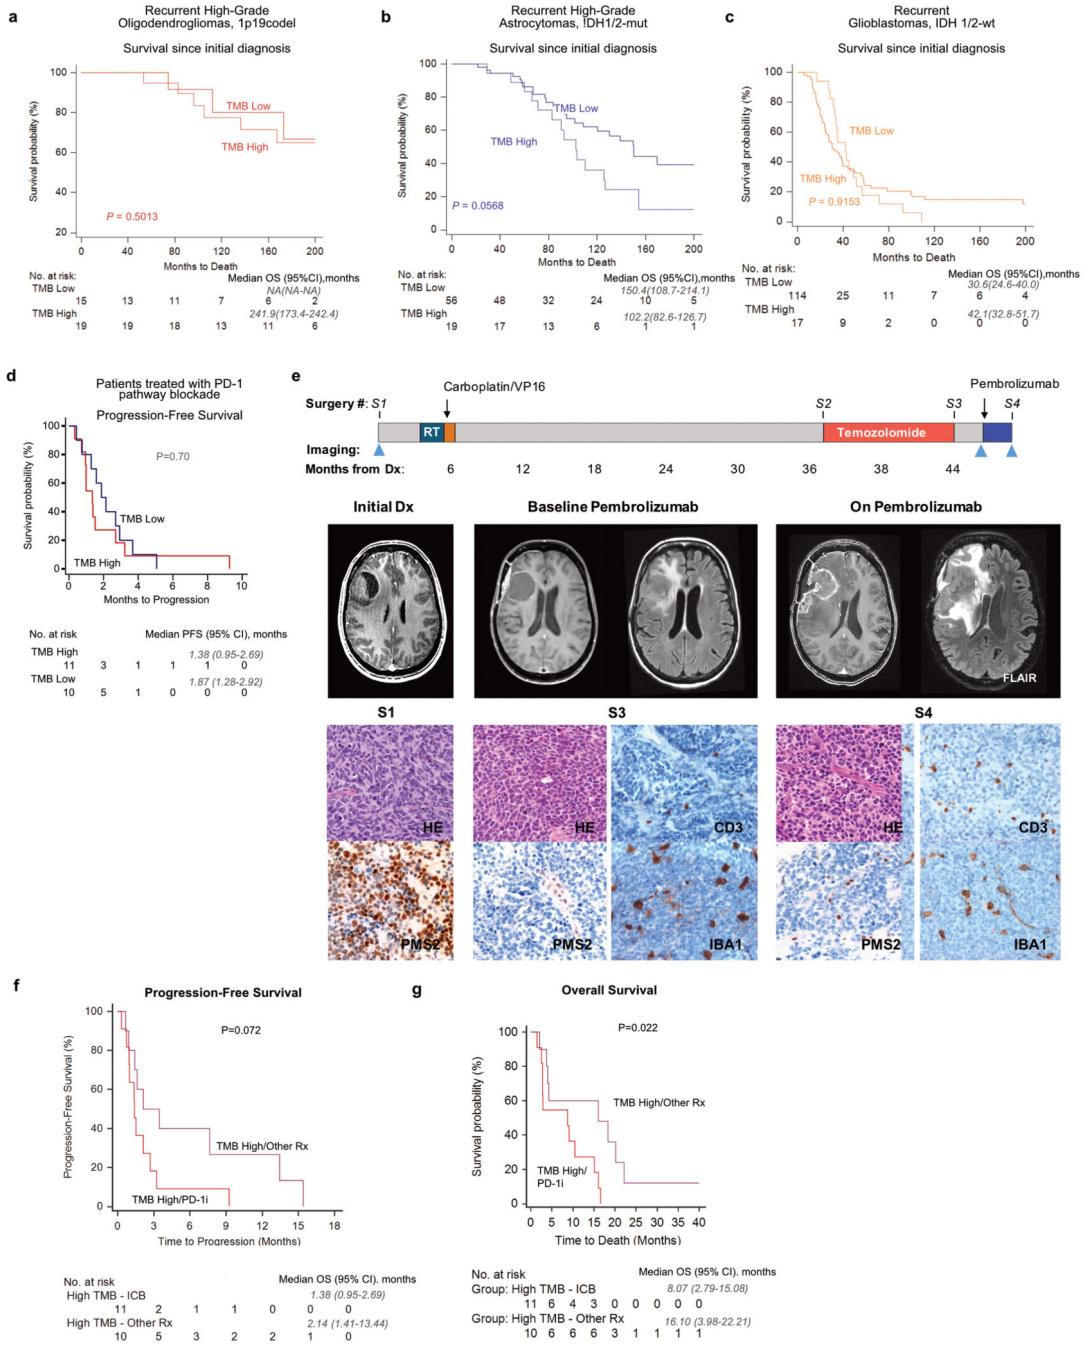 a
Recurrent High-Grade
Oligodendrogliomas, 1p19codel
Survival since initial diagnosis
Survival probability (%)
100
80
60
40
20
TMB Low
TMB High
P = 0.5013
0 40 80 120 160 200
Months to Death
No. at risk: Median OS (95%CI),months
TMB Low NA(NA-NA)
15 13 11 7 6 2
TMB High 241.9(173.4-242.4)
19 19 18 13 11 6
b
Recurrent High-Grade
Astrocytomas, !DH1/2-mut
Survival since initial diagnosis
Survival probability (%)
100
80
60
40
20
0
TMB Low
TMB High
P = 0.0568
0 40 80 120 160 200
Months to Death
No. at risk: Median OS (95%CI),months
TMB Low 150.4(108.7-214.1)
56 48 32 24 10 5
TMB High 102.2(82.6-126.7)
19 17 13 6 1 1
c
Recurrent
Glioblastomas, IDH 1/2-wt
Survival since initial diagnosis
Survival probability (%)
100
80
60
40
20
0
TMB Low
TMB High
P = 0.9153
0 40 80 120 160 200
Months to Death
No. at risk: Median OS (95%CI),months
TMB Low 30.6(24.6-40.0)
114 25 11 7 6 4
TMB High 42.1(32.8-51.7)
17 9 2 0 0 0
d
Patients treated with PD-1
pathway blockade
Progression-Free Survival
Survival probability (%)
100
80
60
40
20
0
P=0.70
TMB Low
TMB High
0 2 4 6 8 10
Months to Progression
No. at risk Median PFS (95% CI), months
TMB High 1.38 (0.95-2.69)
11 3 1 1 1 0
TMB Low 1.87 (1.28-2.92)
10 5 1 0 0 0
e
Carboplatin/VP16 Pembrolizumab
Surgery #: S1 S2 S3 S4
RT Temozolomide
Imaging:
Months from Dx: 6 12 18 24 30 36 38 44
Initial Dx Baseline Pembrolizumab On Pembrolizumab
FLAIR
S1 S3 S4
HE HE CD3 HE CD3
PMS2 PMS2 IBA1 PMS2 IBA1
f
Progression-Free Survival
Progression-Free Survival (%)
100
80
60
40
20
0
P=0.072
TMB High/Other Rx
TMB High/PD-1i
0 3 6 9 12 15 18
Time to Progression (Months)
No. at risk Median OS (95% CI). months
High TMB - ICB 1.38 (0.95-2.69)
11 2 1 1 0 0 0
High TMB - Other Rx 2.14 (1.41-13.44)
10 5 3 2 2 1 0
g
Overall Survival
Survival probability (%)
100
80
60
40
20
0
P=0.022
TMB High/Other Rx
TMB High/
PD-1i
0 5 10 15 20 25 30 35 40
Time to Death (Months)
No. at risk Median OS (95% CI). months
Group: High TMB - ICB 8.07 (2.79-15.08)
11 6 4 3 0 0 0 0 0
Group: High TMB - Other Rx 16.10 (3.98-22.21)
10 6 6 6 3 1 1 1 1